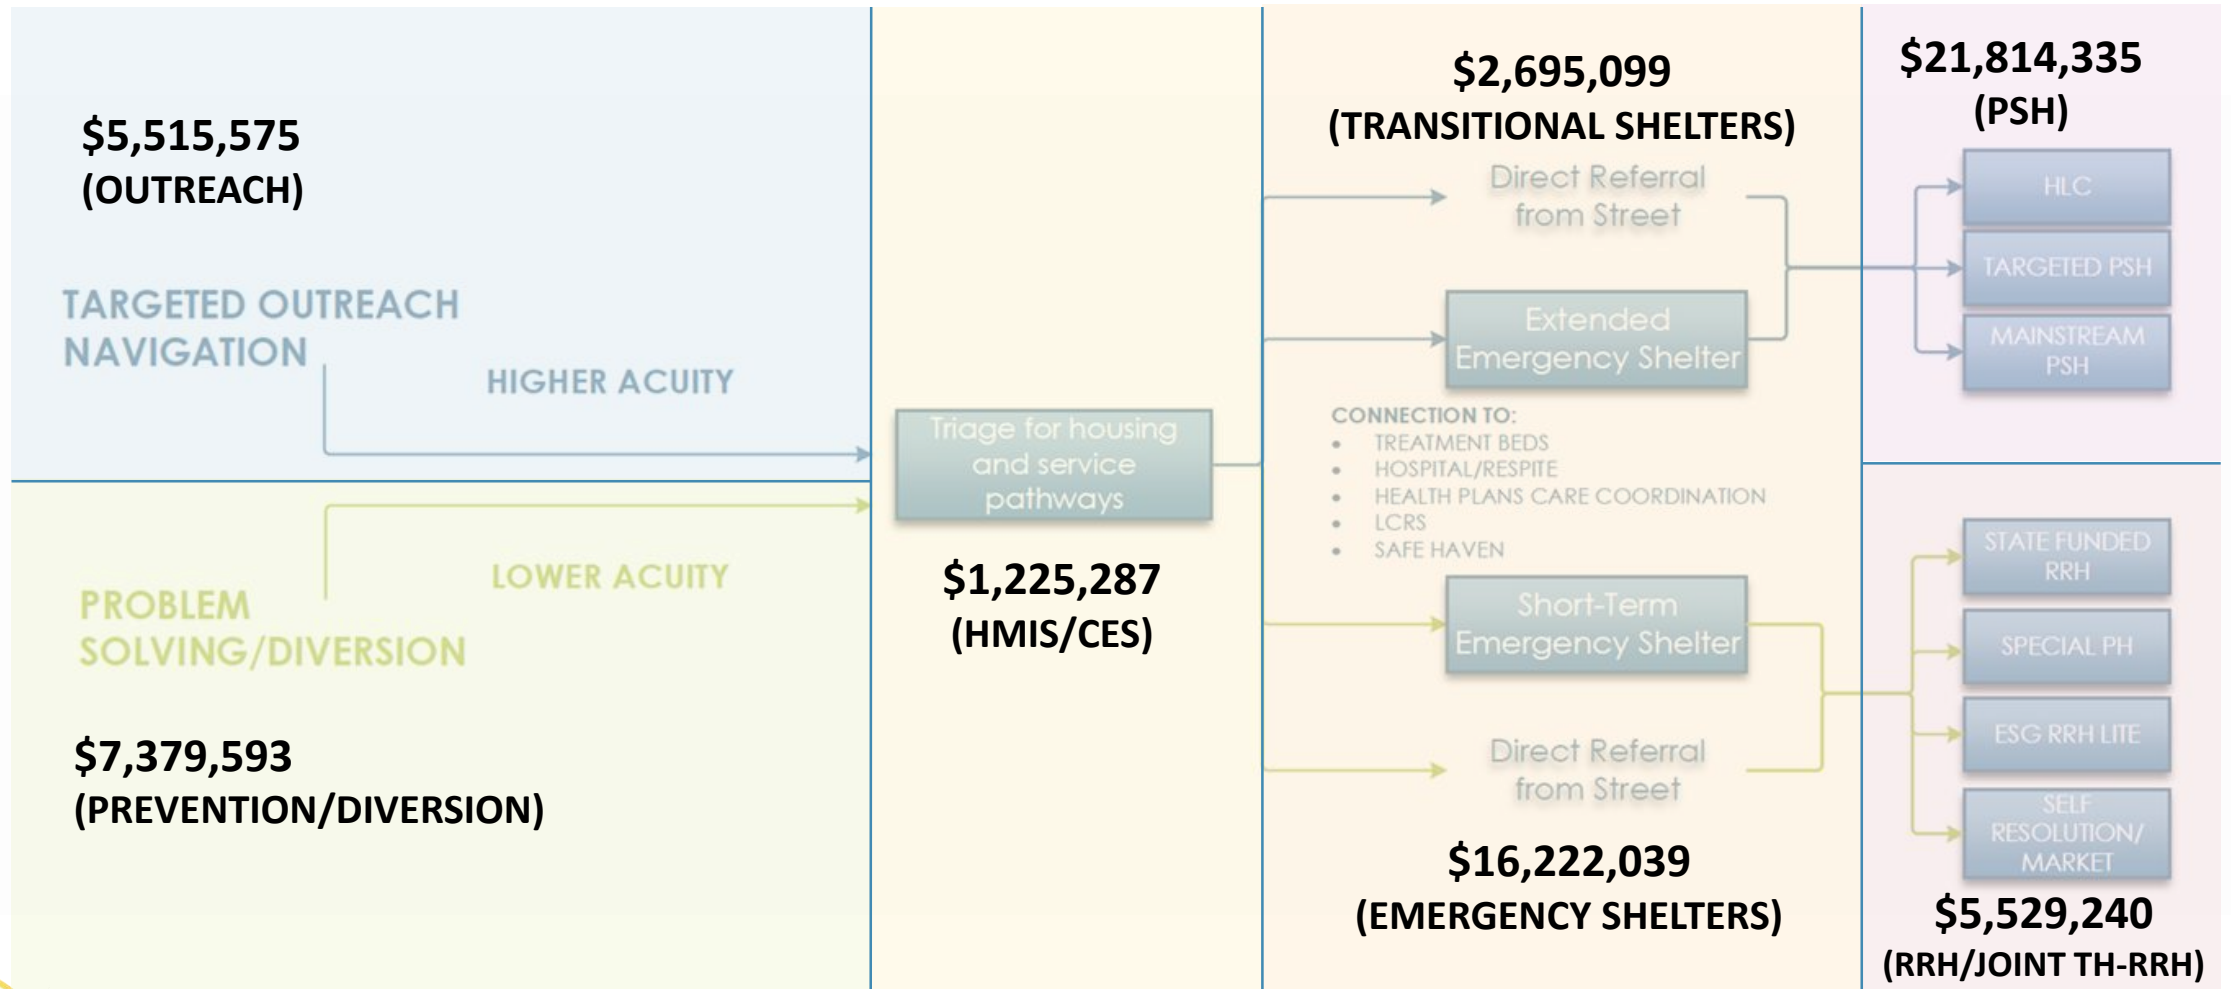 $5,515,575
(OUTREACH)
TARGETED OUTREACH
NAVIGATION
HIGHER ACUITY
LOWER ACUITY
PROBLEM
SOLVING/DIVERSION
$7,379,593
(PREVENTION/DIVERSION)
Triage for housing
and service
pathways
$1,225,287
(HMIS/CES)
$2,695,099
(TRANSITIONAL SHELTERS)
Direct Referral
from Street
Extended
Emergency Shelter
CONNECTION TO:
• TREATMENT BEDS
• HOSPITAL/RESPITE
• HEALTH PLANS CARE COORDINATION
• LCRS
• SAFE HAVEN
Short-Term
Emergency Shelter
Direct Referral
from Street
$16,222,039
(EMERGENCY SHELTERS)
$21,814,335
(PSH)
HLC
TARGETED PSH
MAINSTREAM
PSH
STATE FUNDED
RRH
SPECIAL PH
ESG RRH LITE
SELF
RESOLUTION/
MARKET
$5,529,240
(RRH/JOINT TH-RRH)